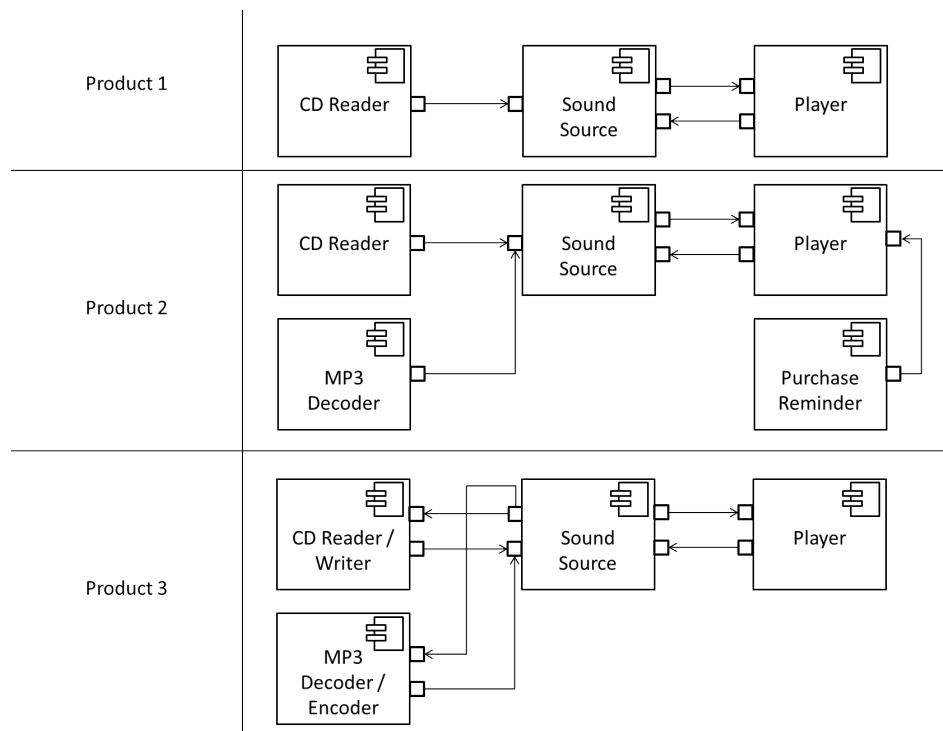 Product 1
CD Reader
Sound
Source
Player
Product 2
CD Reader
Sound
Source
Player
MP3
Decoder
Purchase
Reminder
Product 3
CD Reader /
Writer
Sound
Source
Player
MP3
Decoder /
Encoder